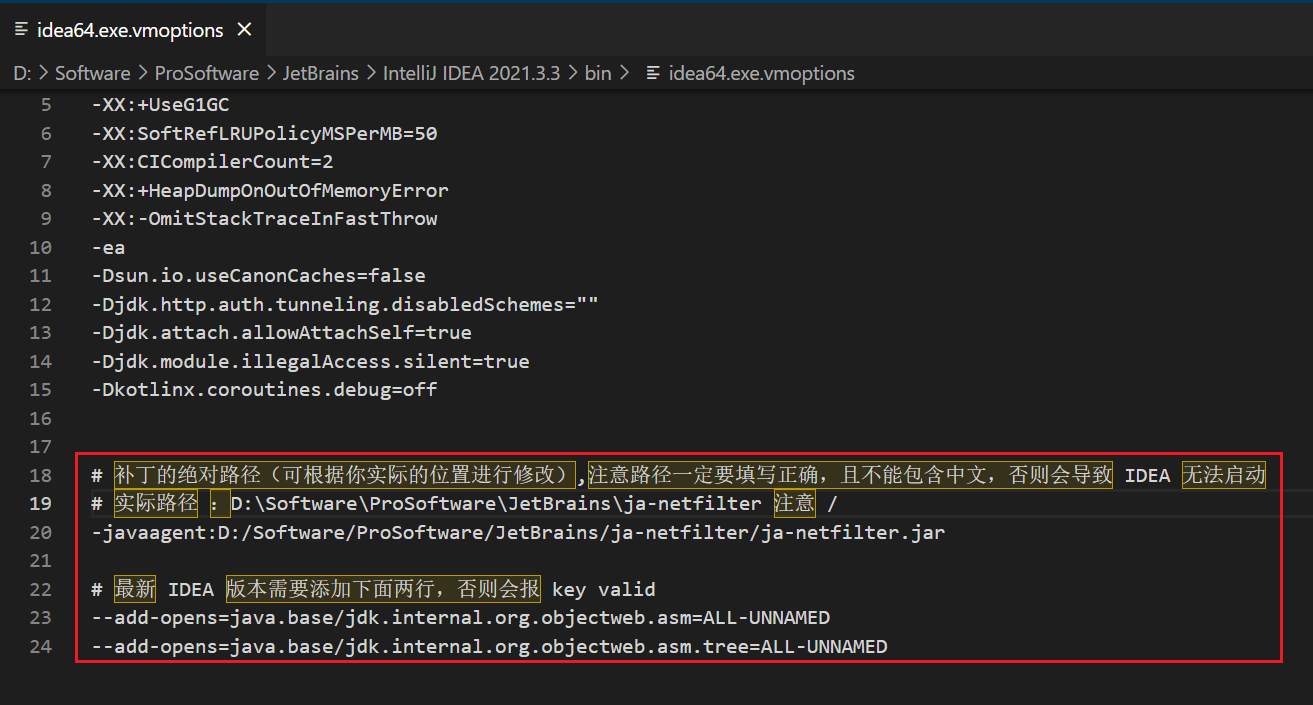 idea64.exe.vmoptions
D: > Software > ProSoftware > JetBrains > IntelliJ IDEA 2021.3.3 > bin > idea64.exe.vmoptions
5 -XX:+UseG1GC
6 -XX:SoftRefLRUPolicyMSPerMB=50
7 -XX:CICompilerCount=2
8 -XX:+HeapDumpOnOutOfMemoryError
9 -XX:-OmitStackTraceInFastThrow
10 -ea
11 -Dsun.io.useCanonCaches=false
12 -Djdk.http.auth.tunneling.disabledSchemes=""
13 -Djdk.attach.allowAttachSelf=true
14 -Djdk.module.illegalAccess.silent=true
15 -Dkotlinx.coroutines.debug=off
16
17
18 # 补丁的绝对路径（可根据你实际的位置进行修改）,注意路径一定要填写正确，且不能包含中文，否则会导致 IDEA 无法启动
19 # 实际路径 ：D:\Software\ProSoftware\JetBrains\ja-netfilter 注意 /
20 -javaagent:D:/Software/ProSoftware/JetBrains/ja-netfilter/ja-netfilter.jar
21
22 # 最新 IDEA 版本需要添加下面两行，否则会报 key valid
23 --add-opens=java.base/jdk.internal.org.objectweb.asm=ALL-UNNAMED
24 --add-opens=java.base/jdk.internal.org.objectweb.asm.tree=ALL-UNNAMED